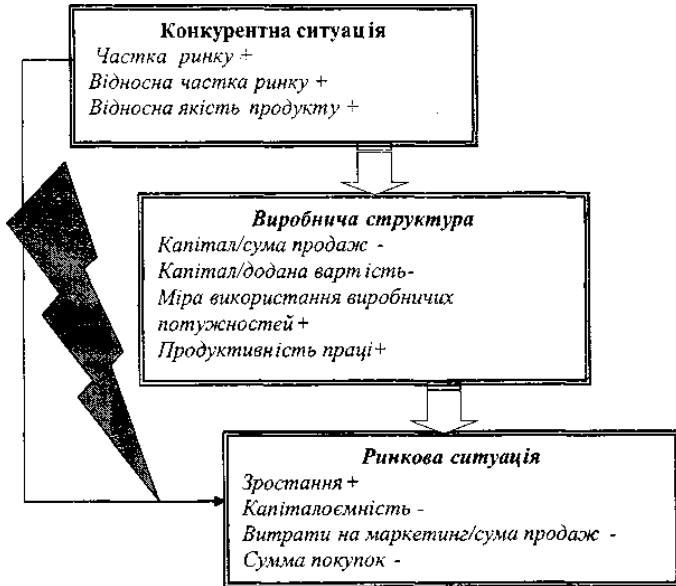 Конкурентна ситуація
Частка ринку +
Відносна частка ринку +
Відносна якість продукту +
Виробнича структура
Капітал/сума продаж -
Капітал/додана вартість-
Міра використання виробничих
потужностей +
Продуктивність праці+
Ринкова ситуація
Зростання +
Капіталоємність -
Витрати на маркетинг/сума продаж -
Сумма покупок -